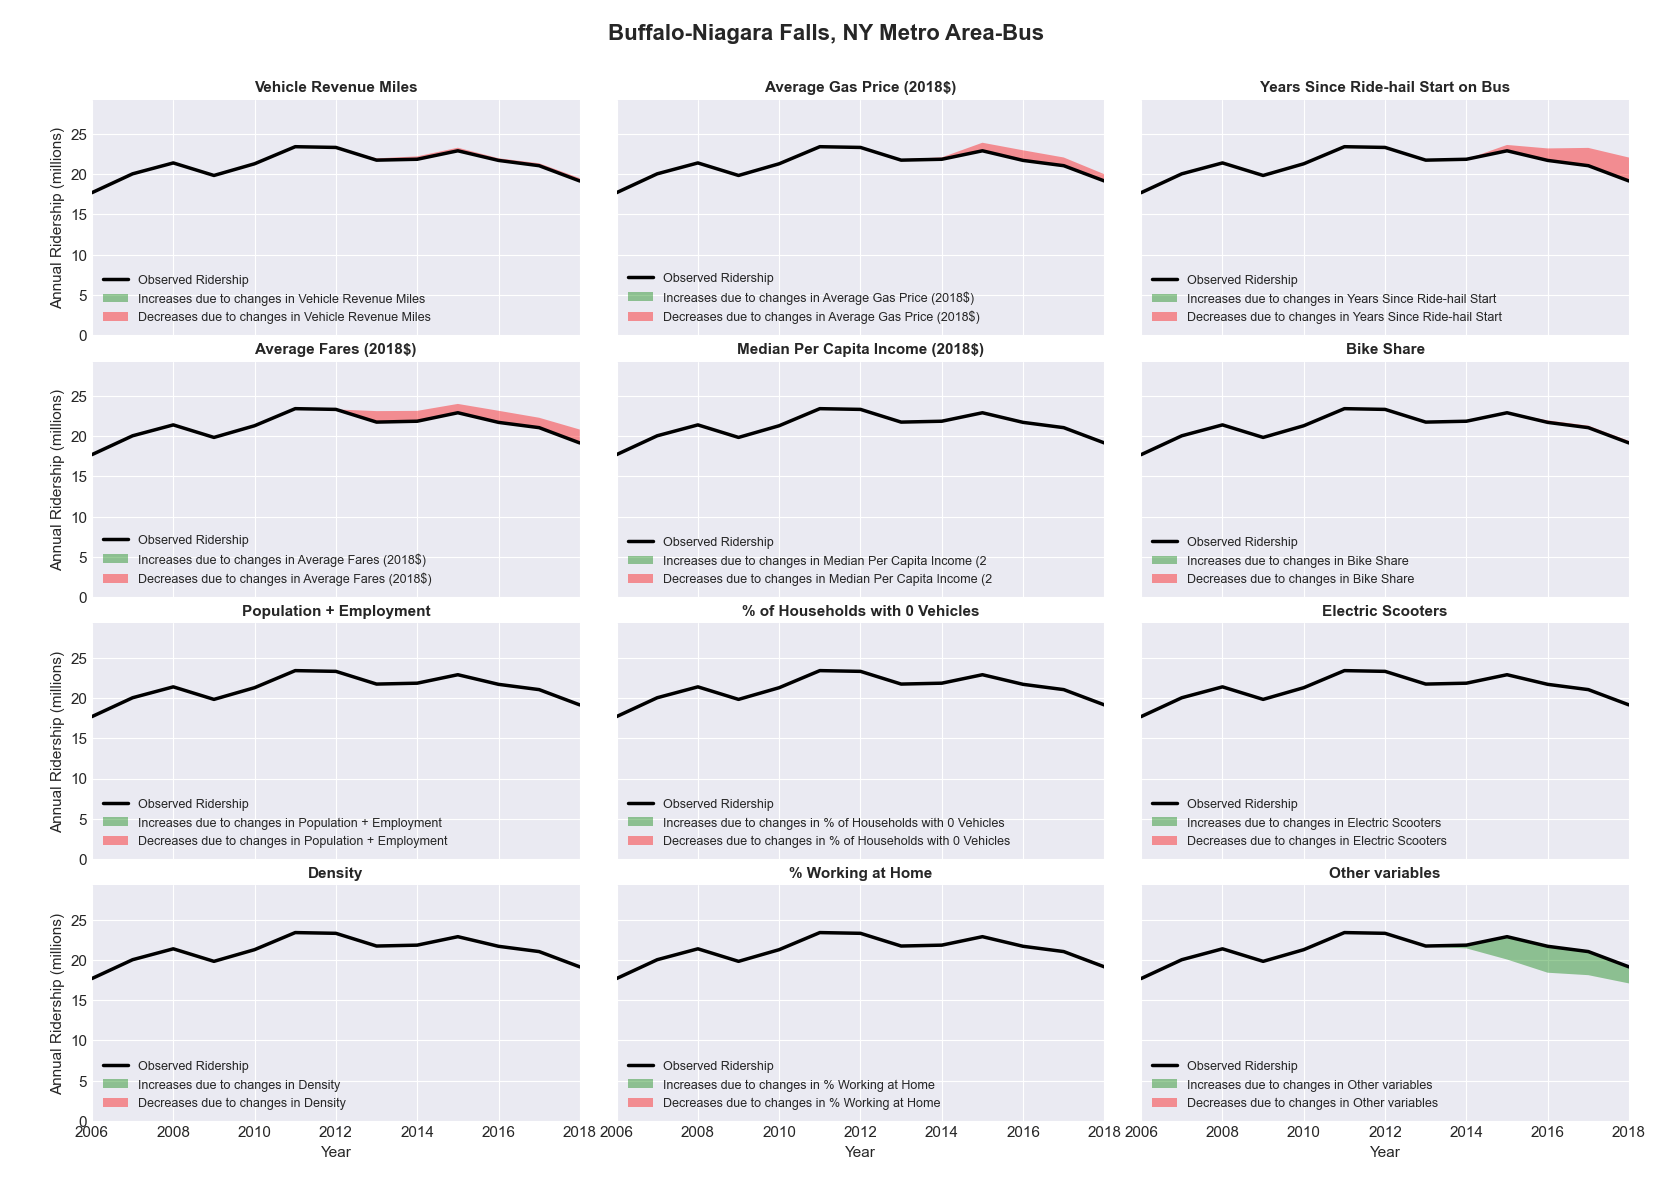 Buffalo-Niagara Falls, NY Metro Area-Bus
Vehicle Revenue Miles
Annual Ridership (millions)
25
20
15
10
5
0
Observed Ridership
Increases due to changes in Vehicle Revenue Miles
Decreases due to changes in Vehicle Revenue Miles
Average Gas Price (2018$)
Observed Ridership
Increases due to changes in Average Gas Price (2018$)
Decreases due to changes in Average Gas Price (2018$)
Years Since Ride-hail Start on Bus
Observed Ridership
Increases due to changes in Years Since Ride-hail Start
Decreases due to changes in Years Since Ride-hail Start
Average Fares (2018$)
Annual Ridership (millions)
25
20
15
10
5
0
Observed Ridership
Increases due to changes in Average Fares (2018$)
Decreases due to changes in Average Fares (2018$)
Median Per Capita Income (2018$)
Observed Ridership
Increases due to changes in Median Per Capita Income (2
Decreases due to changes in Median Per Capita Income (2
Bike Share
Observed Ridership
Increases due to changes in Bike Share
Decreases due to changes in Bike Share
Population + Employment
Annual Ridership (millions)
25
20
15
10
5
0
Observed Ridership
Increases due to changes in Population + Employment
Decreases due to changes in Population + Employment
% of Households with 0 Vehicles
Observed Ridership
Increases due to changes in % of Households with 0 Vehicles
Decreases due to changes in % of Households with 0 Vehicles
Electric Scooters
Observed Ridership
Increases due to changes in Electric Scooters
Decreases due to changes in Electric Scooters
Density
Annual Ridership (millions)
25
20
15
10
5
0
Observed Ridership
Increases due to changes in Density
Decreases due to changes in Density
2006 2008 2010 2012 2014 2016 2018
Year
% Working at Home
Observed Ridership
Increases due to changes in % Working at Home
Decreases due to changes in % Working at Home
2006 2008 2010 2012 2014 2016 2018
Year
Other variables
Observed Ridership
Increases due to changes in Other variables
Decreases due to changes in Other variables
2006 2008 2010 2012 2014 2016 2018
Year